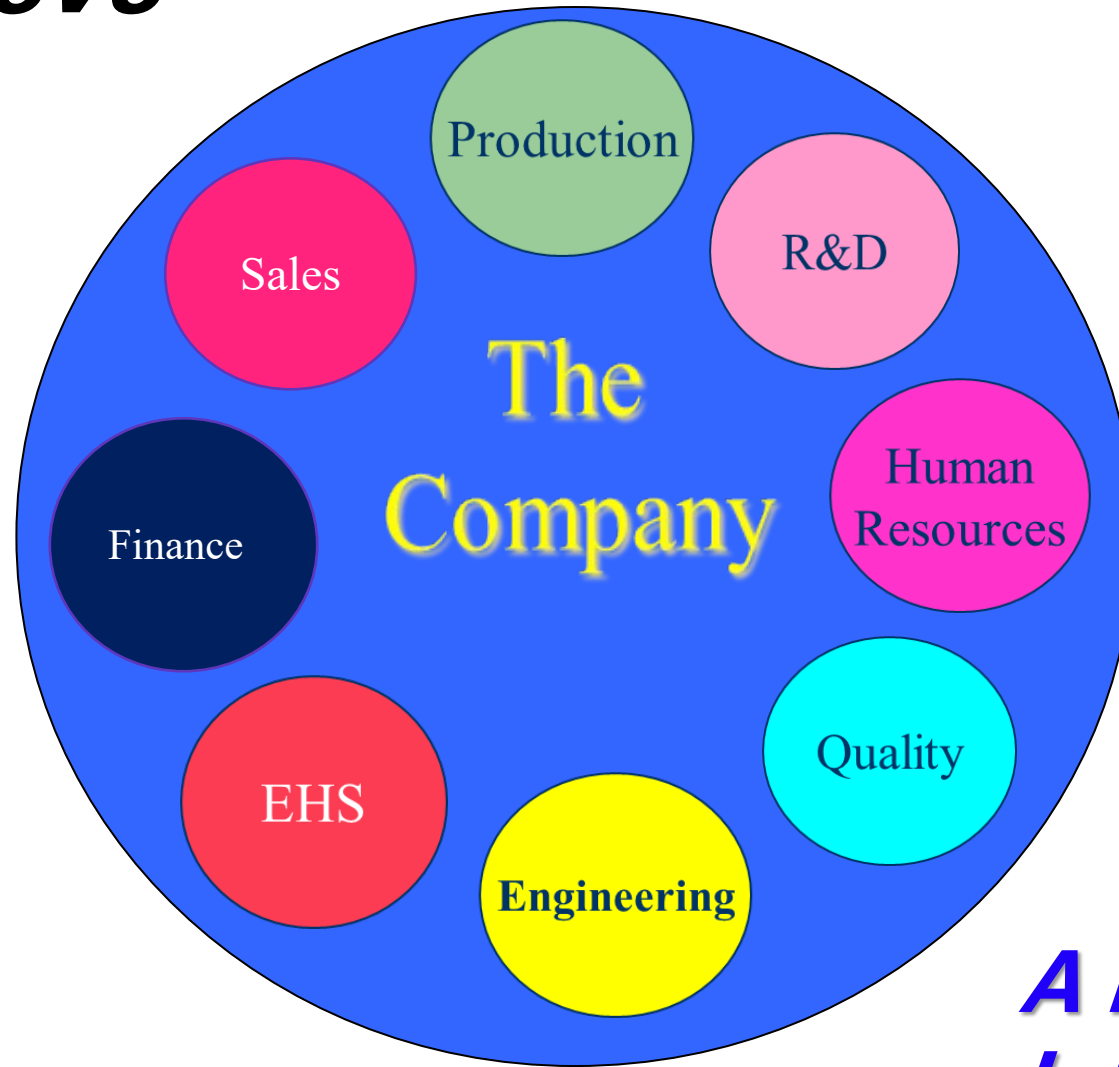 Production
R&D
Sales
The
Company
Human
Resources
Finance
Quality
EHS
Engineering
A